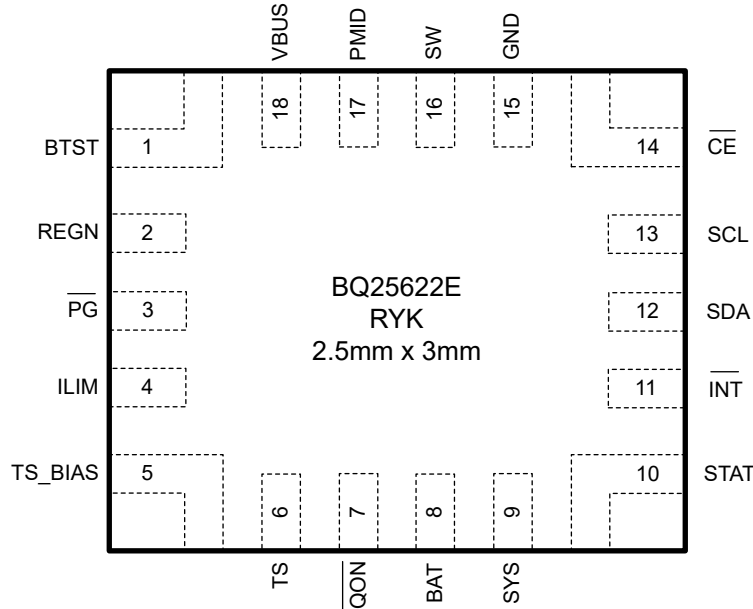 VBUS
PMID
SW
GND
18
17
16
15
BTST 1
14 CE
REGN 2
13 SCL
PG 3
12 SDA
ILIM 4
11 INT
TS_BIAS 5
10 STAT
BQ25622E
RYK
2.5mm x 3mm
6
7
8
9
TS
QON
BAT
SYS